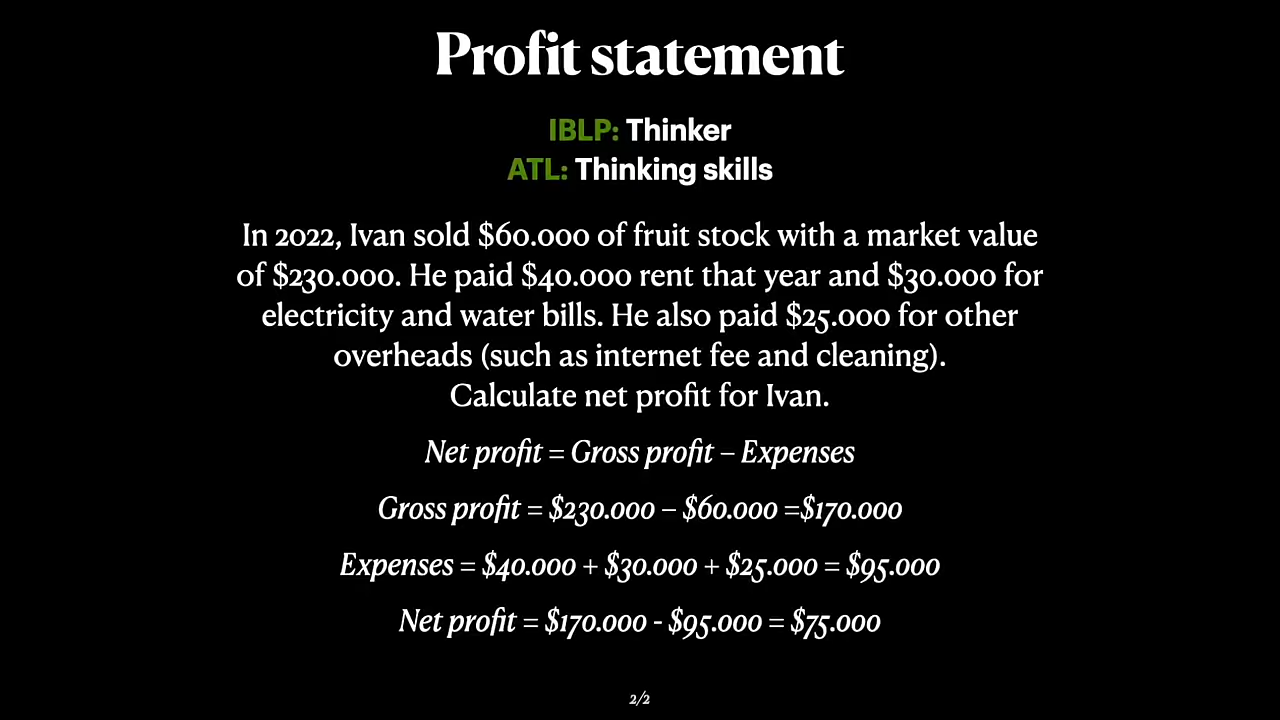 Profit statement
IBLP: Thinker
ATL: Thinking skills
In 2022, Ivan sold $60.000 of fruit stock with a market value
of $230.000. He paid $40.000 rent that year and $30.000 for
electricity and water bills. He also paid $25.000 for other
overheads (such as internet fee and cleaning).
Calculate net profit for Ivan.
Net profit = Gross profit – Expenses
Gross profit = $230.000 – $60.000 =$170.000
Expenses = $40.000 + $30.000 + $25.000 = $95.000
Net profit = $170.000 - $95.000 = $75.000
2/2